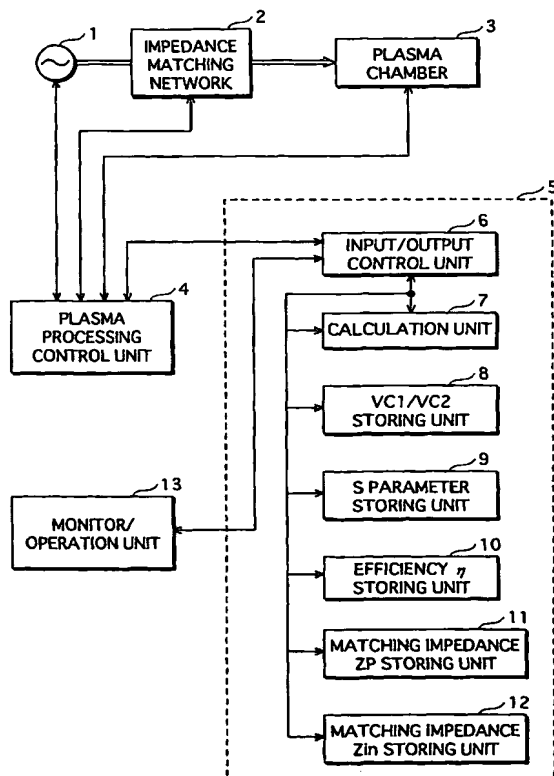 1
2
IMPEDANCE
MATCHING
NETWORK
3
PLASMA
CHAMBER
4
PLASMA
PROCESSING
CONTROL UNIT
5
6
INPUT/OUTPUT
CONTROL UNIT
7
CALCULATION UNIT
8
VC1/VC2
STORING UNIT
9
S PARAMETER
STORING UNIT
13
MONITOR/
OPERATION UNIT
10
EFFICIENCY η
STORING UNIT
11
MATCHING IMPEDANCE
ZP STORING UNIT
12
MATCHING IMPEDANCE
Zin STORING UNIT